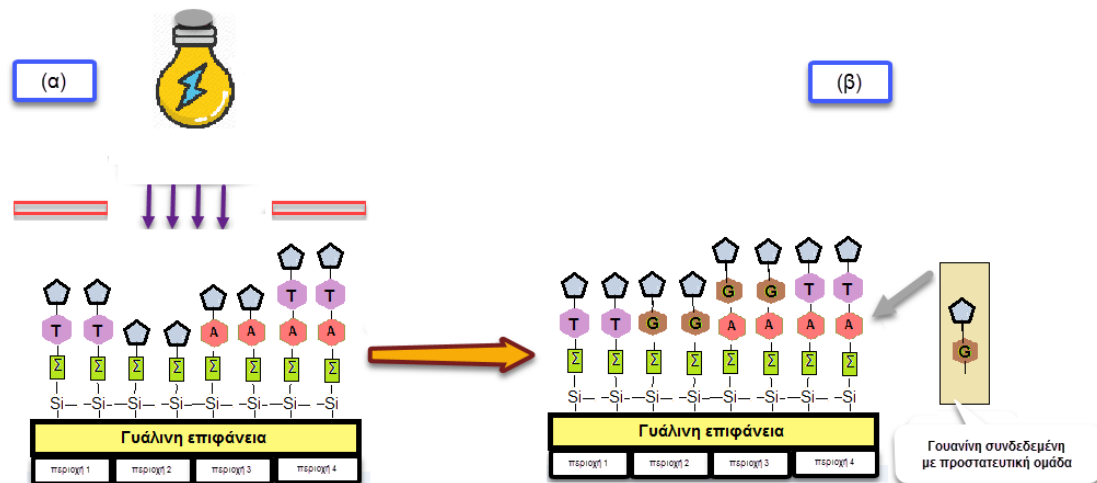 (α)
(β)
T T A A T A T A
T T G G G A G A T A T A
Σ Σ Σ Σ Σ Σ Σ Σ
Σ Σ Σ Σ Σ Σ Σ Σ
G
–Si— –Si— –Si— –Si— –Si— –Si— –Si— –Si
Si— –Si— –Si— –Si— –Si— –Si— –Si— –Si
Γυάλινη επιφάνεια
περιοχή 1 περιοχή 2 περιοχή 3 περιοχή 4
Γυάλινη επιφάνεια
περιοχή 1 περιοχή 2 περιοχή 3 περιοχή 4
Γουανίνη συνδεδεμένη
με προστατευτική ομάδα